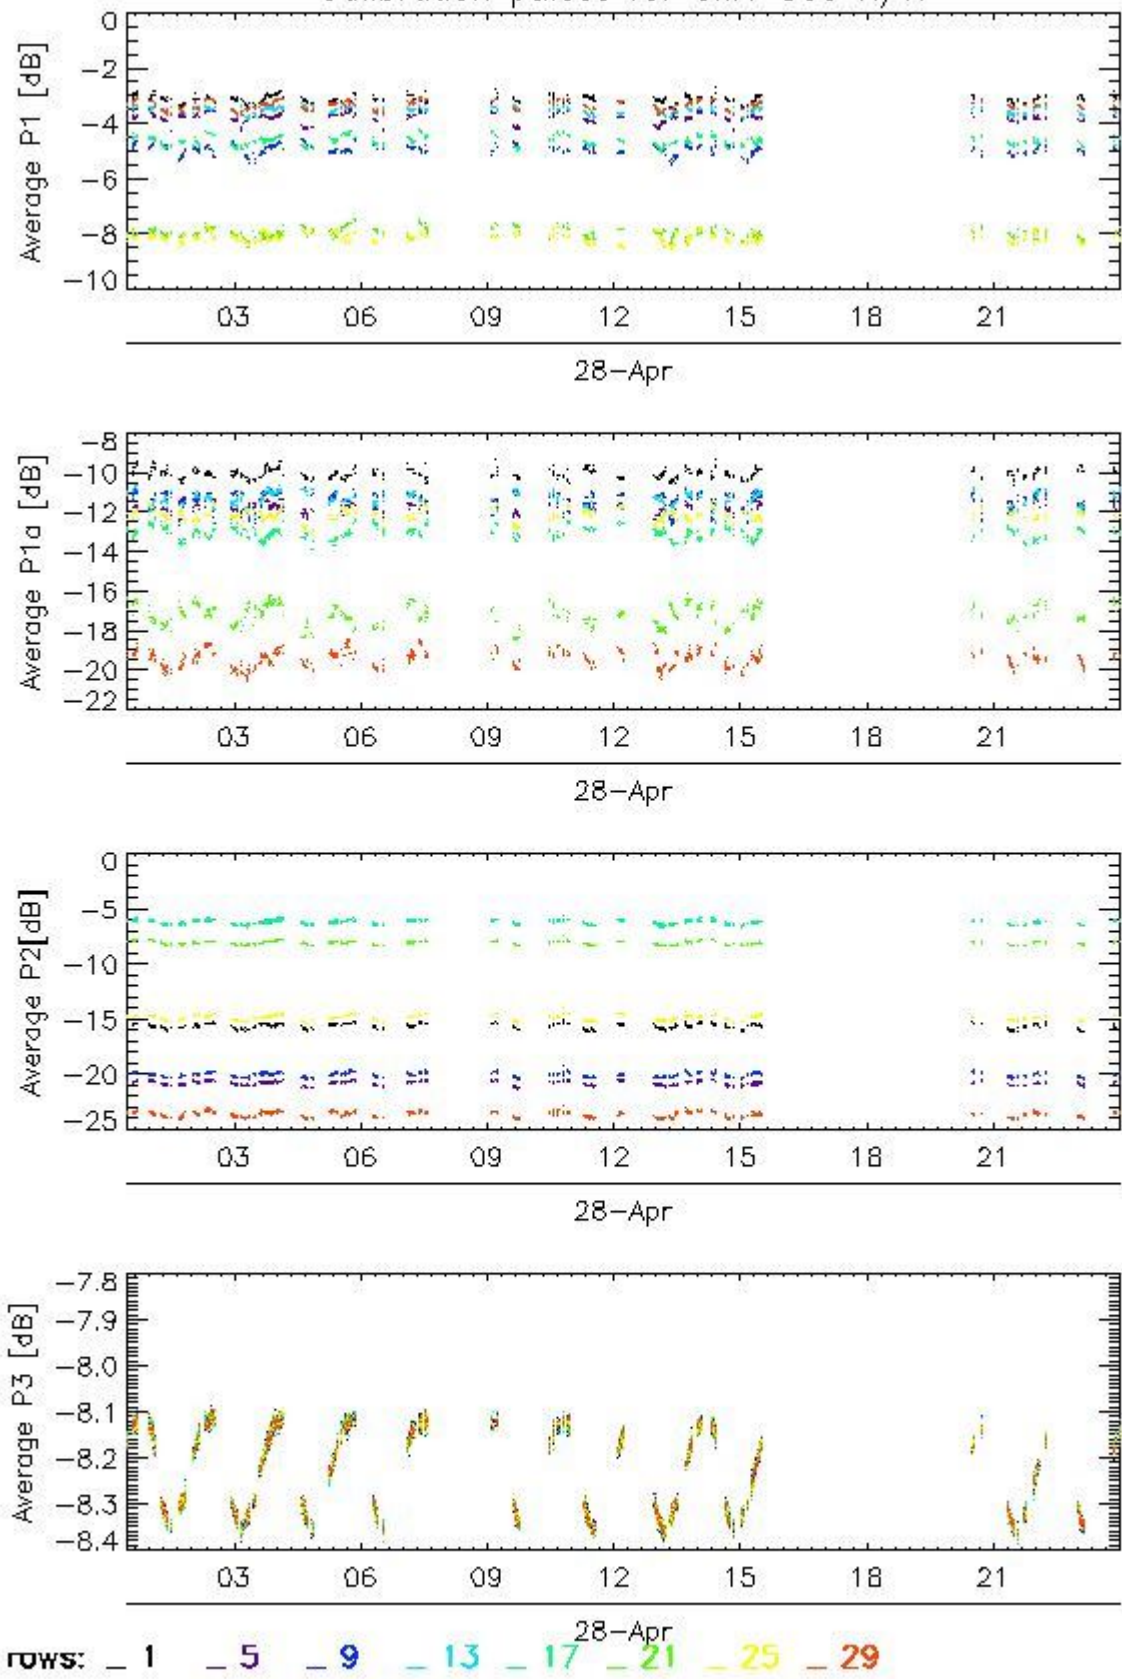 Average P1 [dB]
0
−2
−4
−6
−8
−10
03 06 09 12 15 18 21
28−Apr
Average P1a [dB]
−8
−10
−12
−14
−16
−18
−20
−22
03 06 09 12 15 18 21
28−Apr
Average P2[dB]
0
−5
−10
−15
−20
−25
03 06 09 12 15 18 21
28−Apr
Average P3 [dB]
−7.8
−7.9
−8.0
−8.1
−8.2
−8.3
−8.4
03 06 09 12 15 18 21
28−Apr
rows: _ 1 _ 5 _ 9 _ 13 _ 17 _ 21 _ 25 _ 29